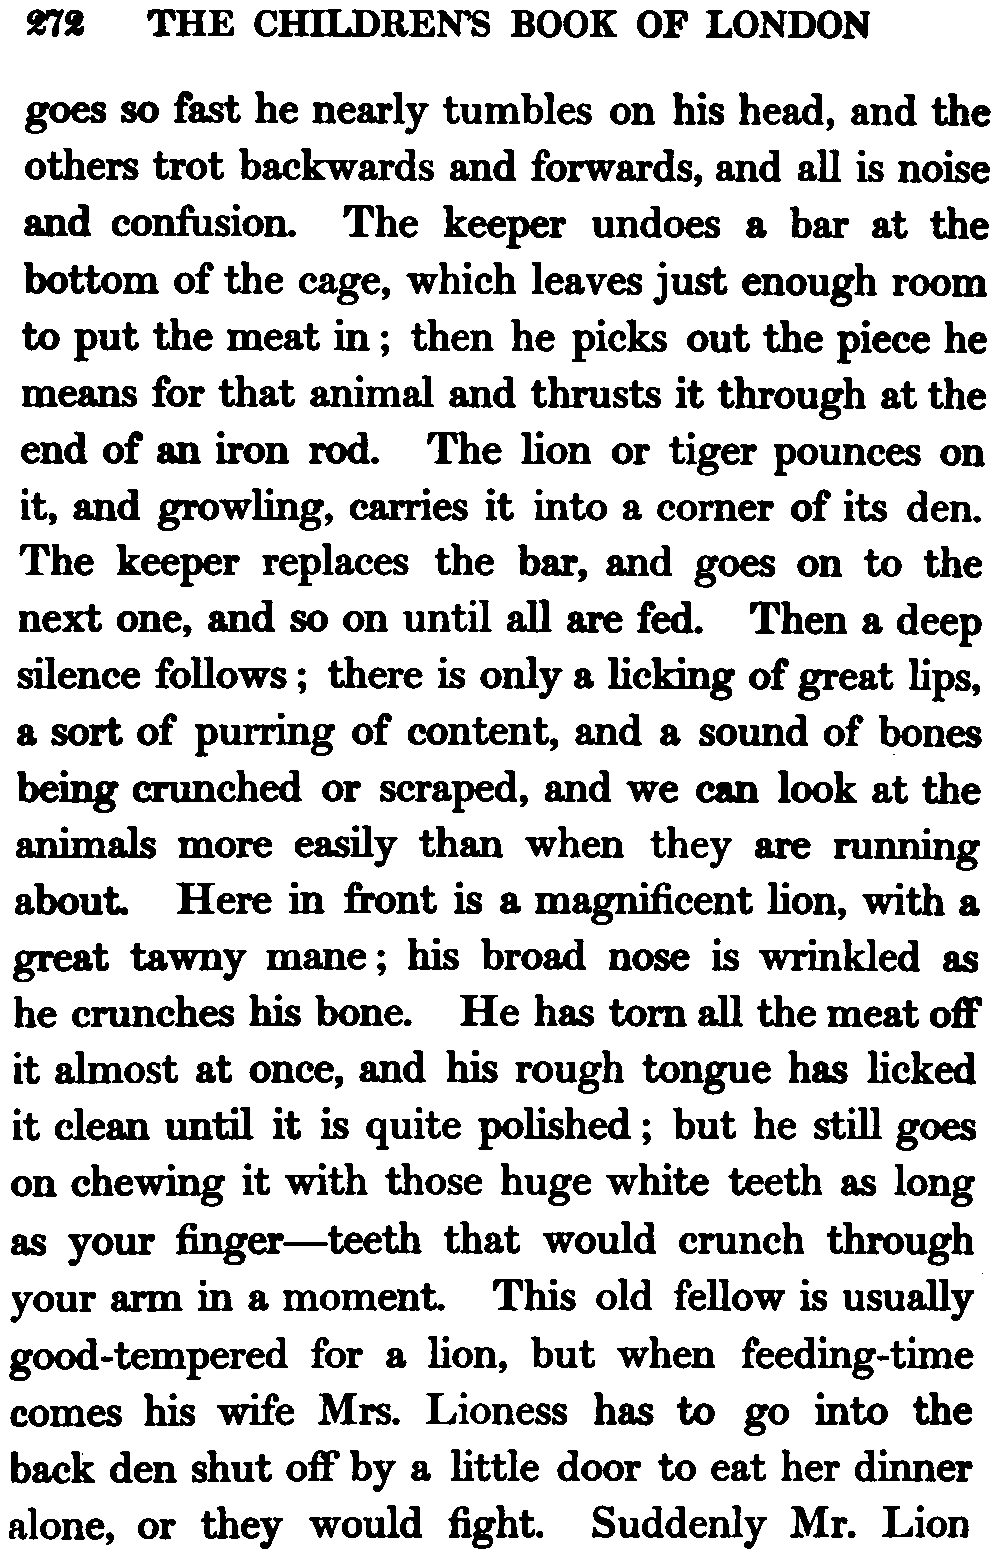 272 THE CHILDREN'S BOOK OF LONDON
goes so fast he nearly tumbles on his head, and the
others trot backwards and forwards, and all is noise
and confusion. The keeper undoes a bar at the
bottom of the cage, which leaves just enough room
to put the meat in; then he picks out the piece he
means for that animal and thrusts it through at the
end of an iron rod. The lion or tiger pounces on
it, and growling, carries it into a corner of its den.
The keeper replaces the bar, and goes on to the
next one, and so on until all are fed. Then a deep
silence follows; there is only a licking of great lips,
a sort of purring of content, and a sound of bones
being crunched or scraped, and we can look at the
animals more easily than when they are running
about. Here in front is a magnificent lion, with a
great tawny mane; his broad nose is wrinkled as
he crunches his bone. He has torn all the meat off
it almost at once, and his rough tongue has licked
it clean until it is quite polished; but he still goes
on chewing it with those huge white teeth as long
as your finger—teeth that would crunch through
your arm in a moment. This old fellow is usually
good-tempered for a lion, but when feeding-time
comes his wife Mrs. Lioness has to go into the
back den shut off by a little door to eat her dinner
alone, or they would fight. Suddenly Mr. Lion